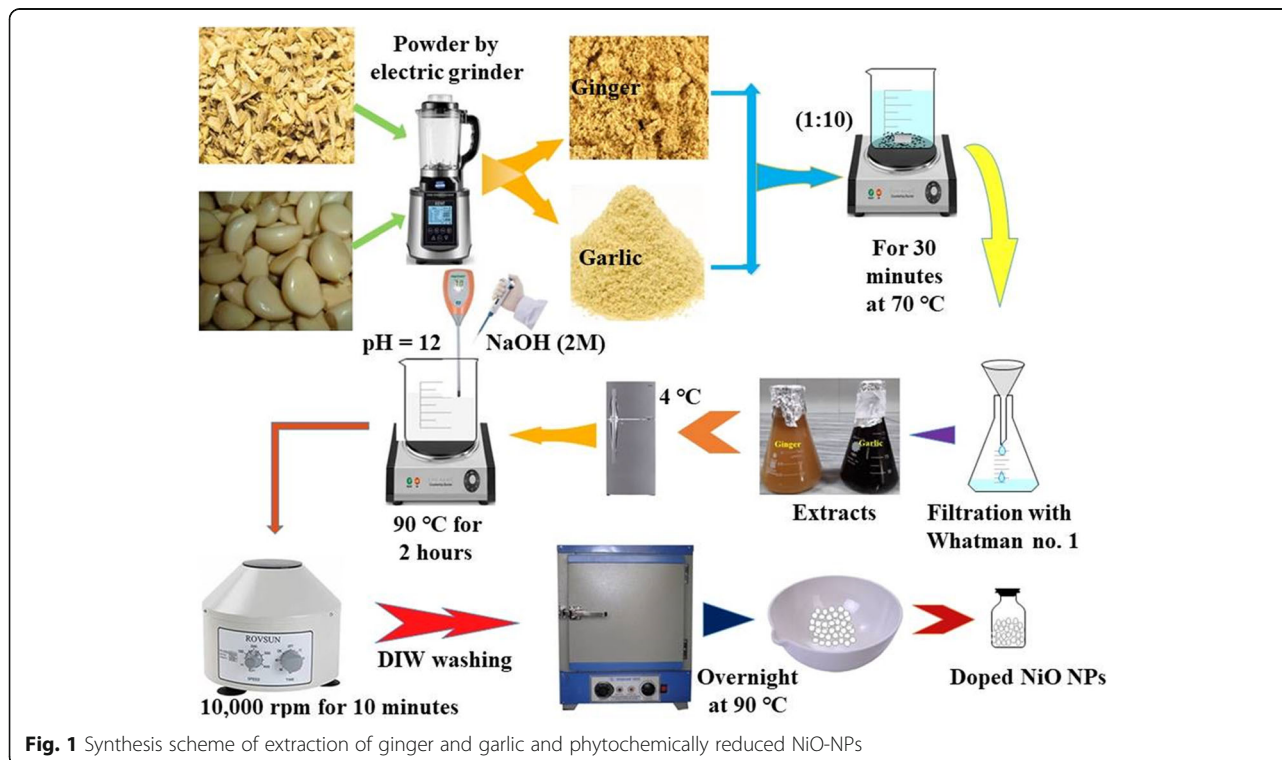 Powder by
electric grinder
Ginger
Garlic
(1:10)
For 30
minutes
at 70 °C
pH = 12
NaOH (2M)
4 °C
Ginger
Garlic
Extracts
Filtration with
Whatman no. 1
90 °C for
2 hours
ROVSUN
10,000 rpm for 10 minutes
DIW washing
Overnight
at 90 °C
Doped NiO NPs
Fig. 1 Synthesis scheme of extraction of ginger and garlic and phytochemically reduced NiO-NPs